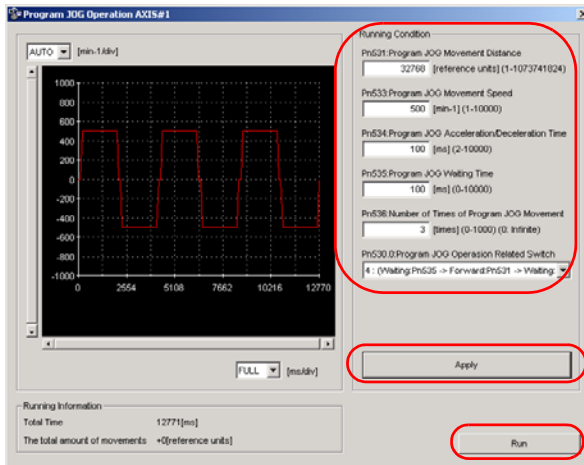 Program JOG Operation AXIS#1
AUTO [min-1/div]
1000
800
600
400
200
0
-200
-400
-600
-800
-1000
0 2554 5108 7662 10216 12770
FULL [ms/div]
Running Condition
Pn531:Program JOG Movement Distance
32768 [reference units] (1-1073741824)
Pn533:Program JOG Movement Speed
500 [min-1] (1-10000)
Pn534:Program JOG Acceleration/Deceleration Time
100 [ms] (2-10000)
Pn535:Program JOG Waiting Time
100 [ms] (0-10000)
Pn536:Number of Times of Program JOG Movement
3 [times] (0-1000) (0: Infinite)
Pn530.0:Program JOG Operasion Related Switch
4 : (Waiting:Pn535 -> Forward:Pn531 -> Waiting:
Apply
Running Information
Total Time 12771[ms]
The total amount of movements +0[reference units]
Run